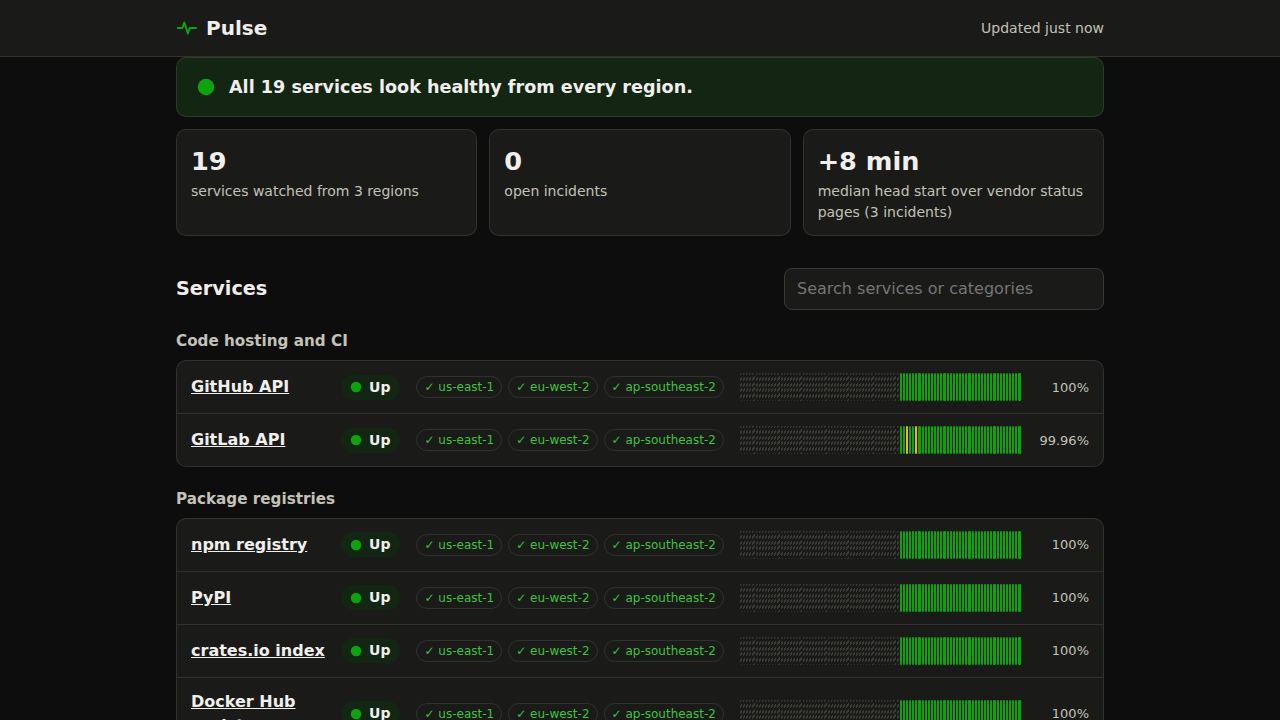 Pulse
Updated just now
All 19 services look healthy from every region.
19
services watched from 3 regions
0
open incidents
+8 min
median head start over vendor status
pages (3 incidents)
Services
Search services or categories
Code hosting and CI
GitHub API Up ✓ us-east-1 ✓ eu-west-2 ✓ ap-southeast-2 100%
GitLab API Up ✓ us-east-1 ✓ eu-west-2 ✓ ap-southeast-2 99.96%
Package registries
npm registry Up ✓ us-east-1 ✓ eu-west-2 ✓ ap-southeast-2 100%
PyPI Up ✓ us-east-1 ✓ eu-west-2 ✓ ap-southeast-2 100%
crates.io index Up ✓ us-east-1 ✓ eu-west-2 ✓ ap-southeast-2 100%
Docker Hub
Up ✓ us-east-1 ✓ eu-west-2 ✓ ap-southeast-2 100%